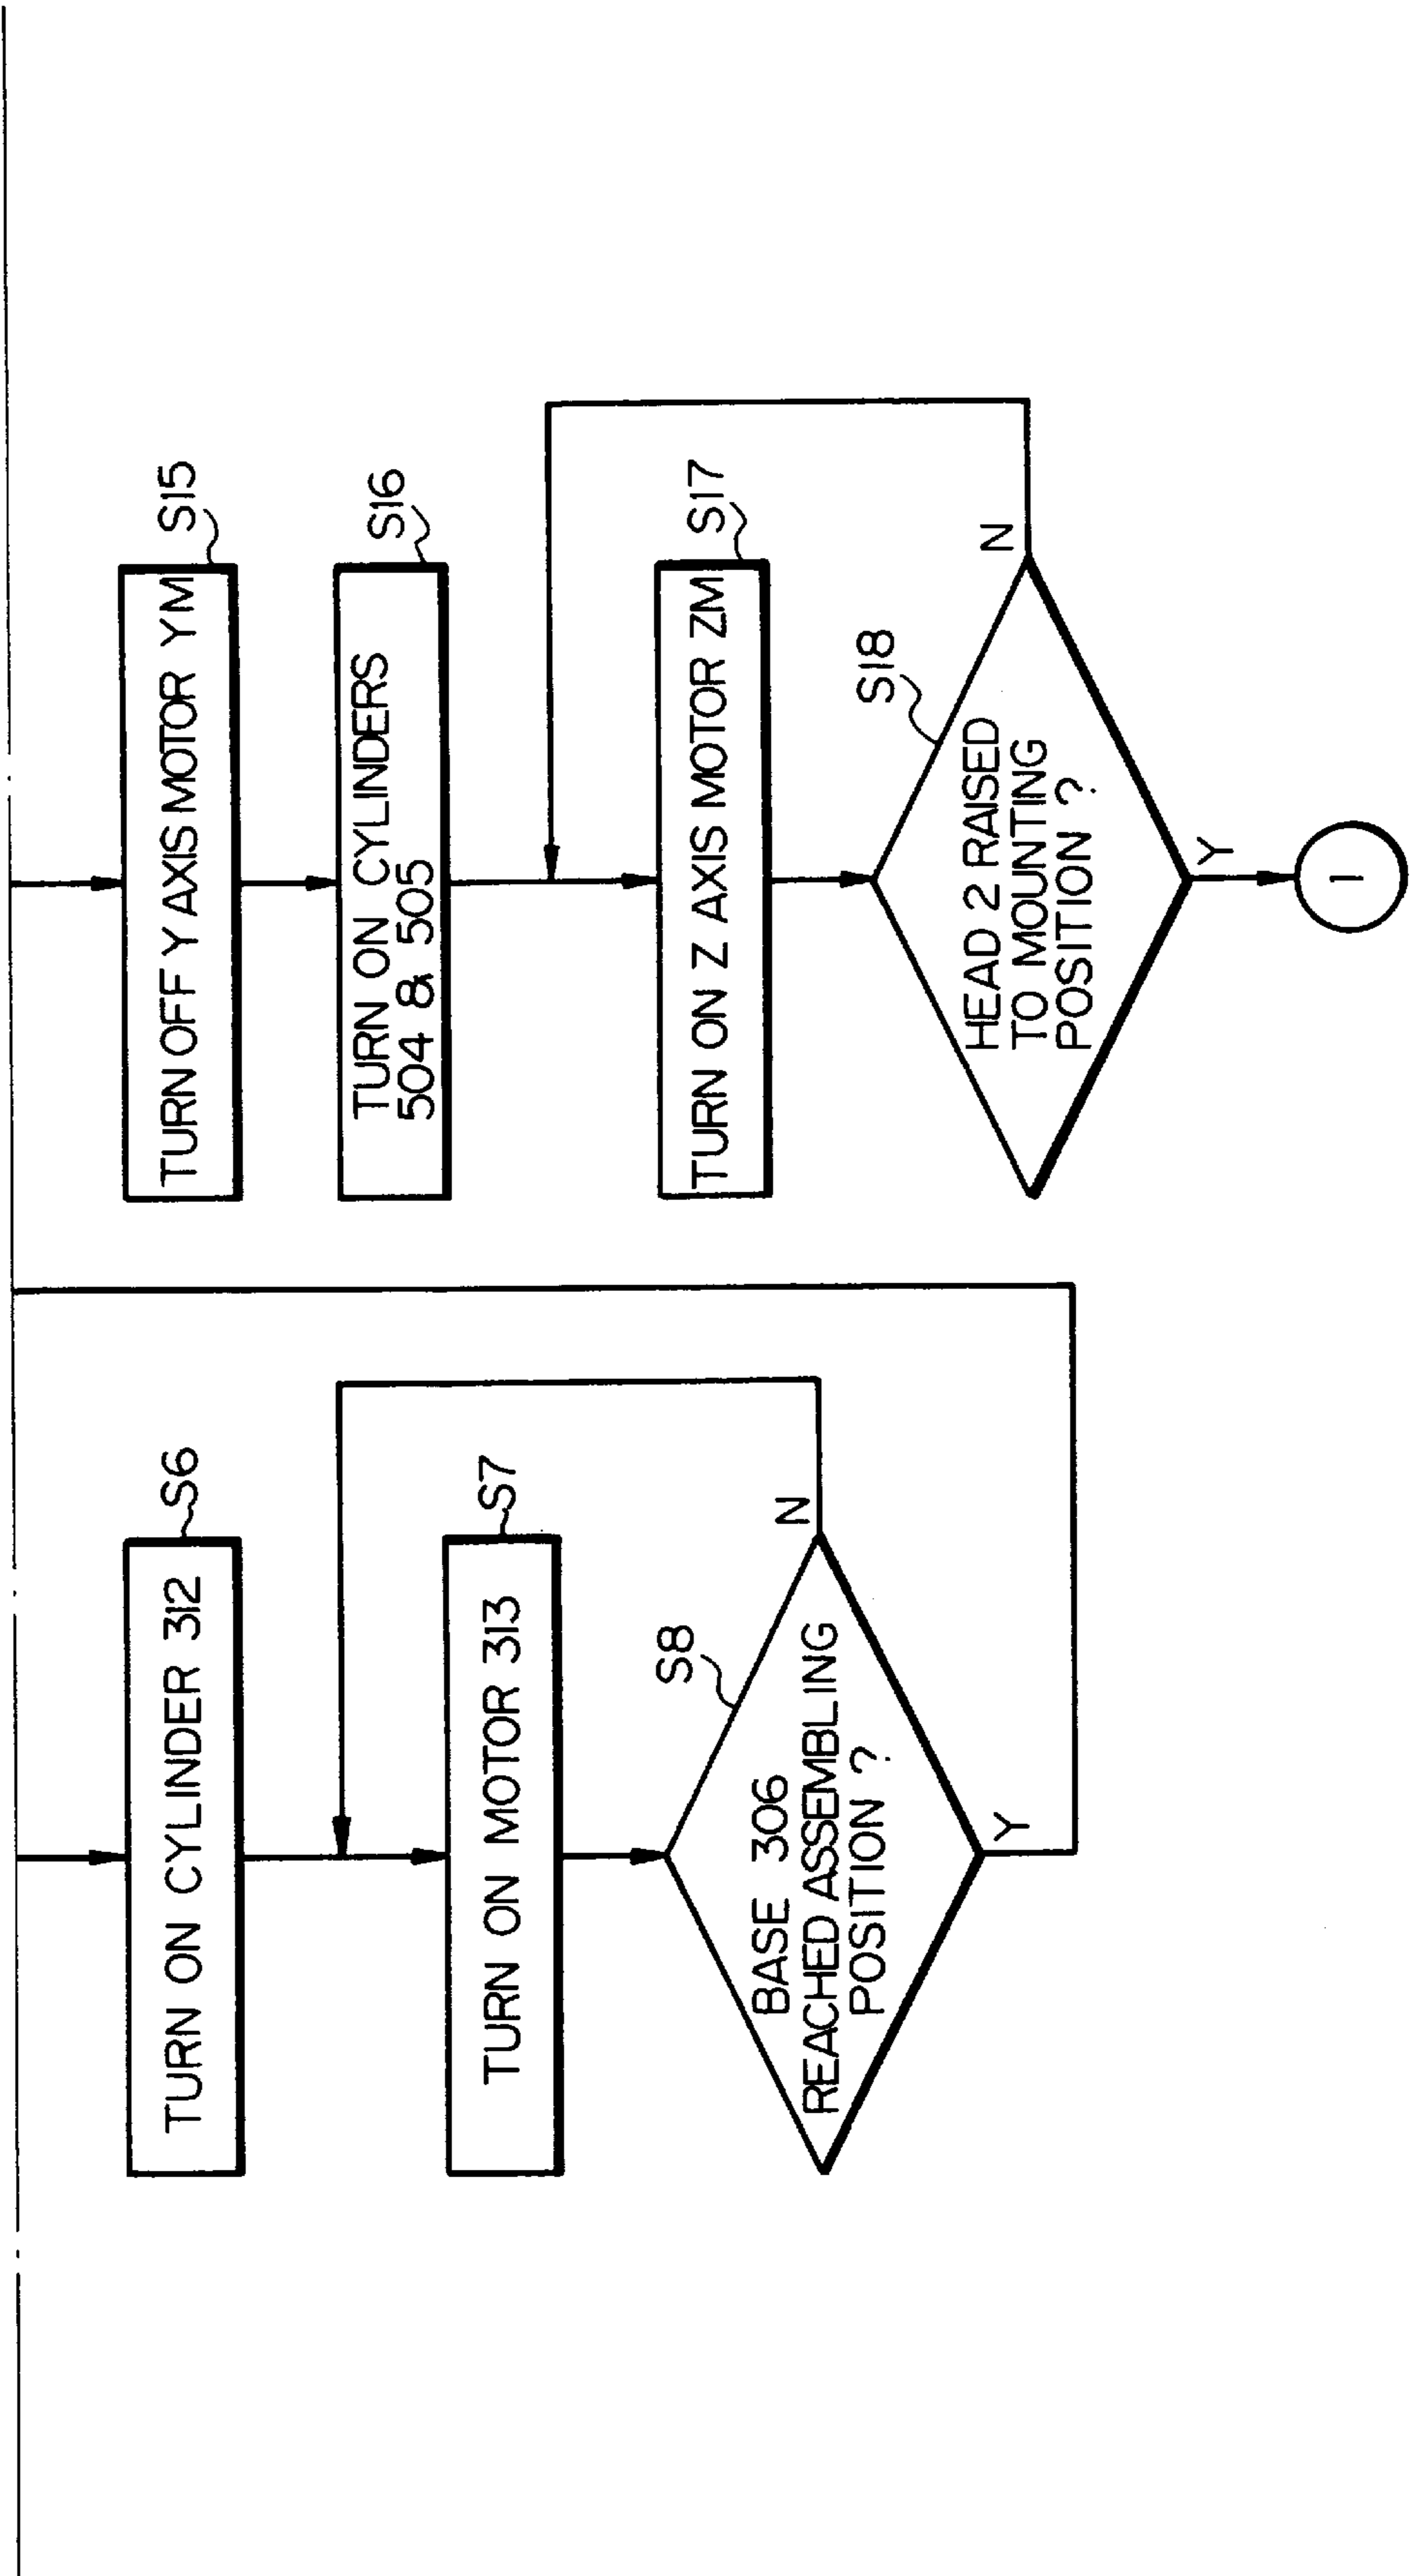 TURN ON CYLINDER 312
S6
TURN ON MOTOR 313
S7
S8
BASE 306
REACHED ASSEMBLING
POSITION ?
N
Y
TURN OFF Y AXIS MOTOR YM
S15
TURN ON CYLINDERS
504 & 505
S16
TURN ON Z AXIS MOTOR ZM
S17
S18
HEAD 2 RAISED
TO MOUNTING
POSITION ?
N
Y
1